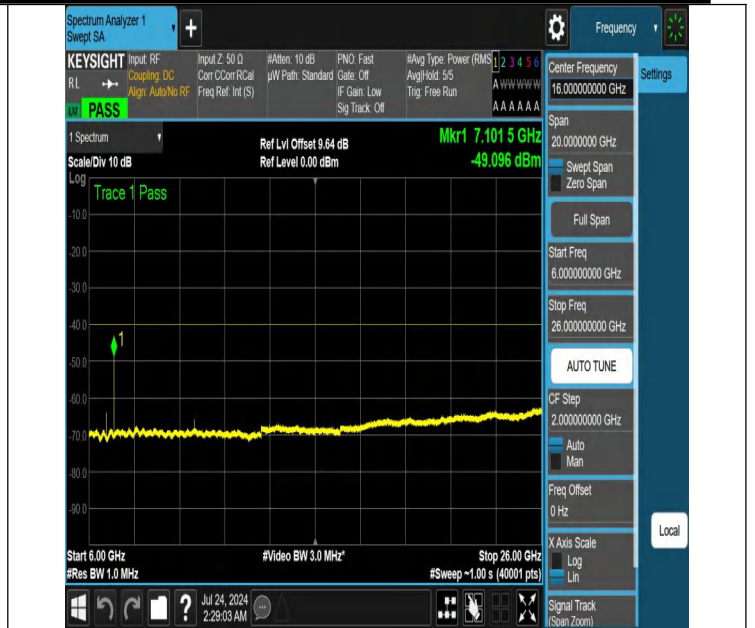 Spectrum Analyzer 1
Swept SA
Frequency
KEYSIGHT
RL
PASS
Input: RF
Coupling: DC
Align: Auto/No RF
Input Z: 50 Ω
Corr CCorr RCal
Freq Ref: Int (S)
#Atten: 10 dB
µW Path: Standard
PNO: Fast
Gate: Off
IF Gain: Low
Sig Track: Off
#Avg Type: Power (RMS
Avg|Hold: 5/5
Trig: Free Run
1 2 3 4 5 6
A W W W W W
A A A A A A
1 Spectrum
Scale/Div 10 dB
Ref Lvl Offset 9.64 dB
Ref Level 0.00 dBm
Mkr1 7.101 5 GHz
-49.096 dBm
Log
Trace 1 Pass
-10.0
-20.0
-30.0
-40.0
1
-50.0
-60.0
-70.0
-80.0
-90.0
Start 6.00 GHz
#Res BW 1.0 MHz
#Video BW 3.0 MHz*
Stop 26.00 GHz
#Sweep ~1.00 s (40001 pts)
Jul 24, 2024
2:29:03 AM
Center Frequency
16.000000000 GHz
Settings
Span
20.0000000 GHz
Swept Span
Zero Span
Full Span
Start Freq
6.000000000 GHz
Stop Freq
26.000000000 GHz
AUTO TUNE
CF Step
2.000000000 GHz
Auto
Man
Freq Offset
0 Hz
X Axis Scale
Log
Lin
Local
Signal Track
(Span Zoom)